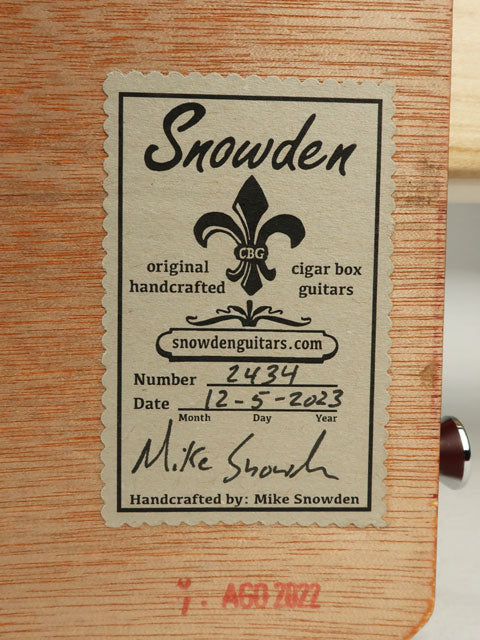 Snowden
CBG
original handcrafted
cigar box guitars
snowdenguitars.com
Number 2434
Date 12-5-2023
Month Day Year
Mike Snowden
Handcrafted by: Mike Snowden
AGO 2022